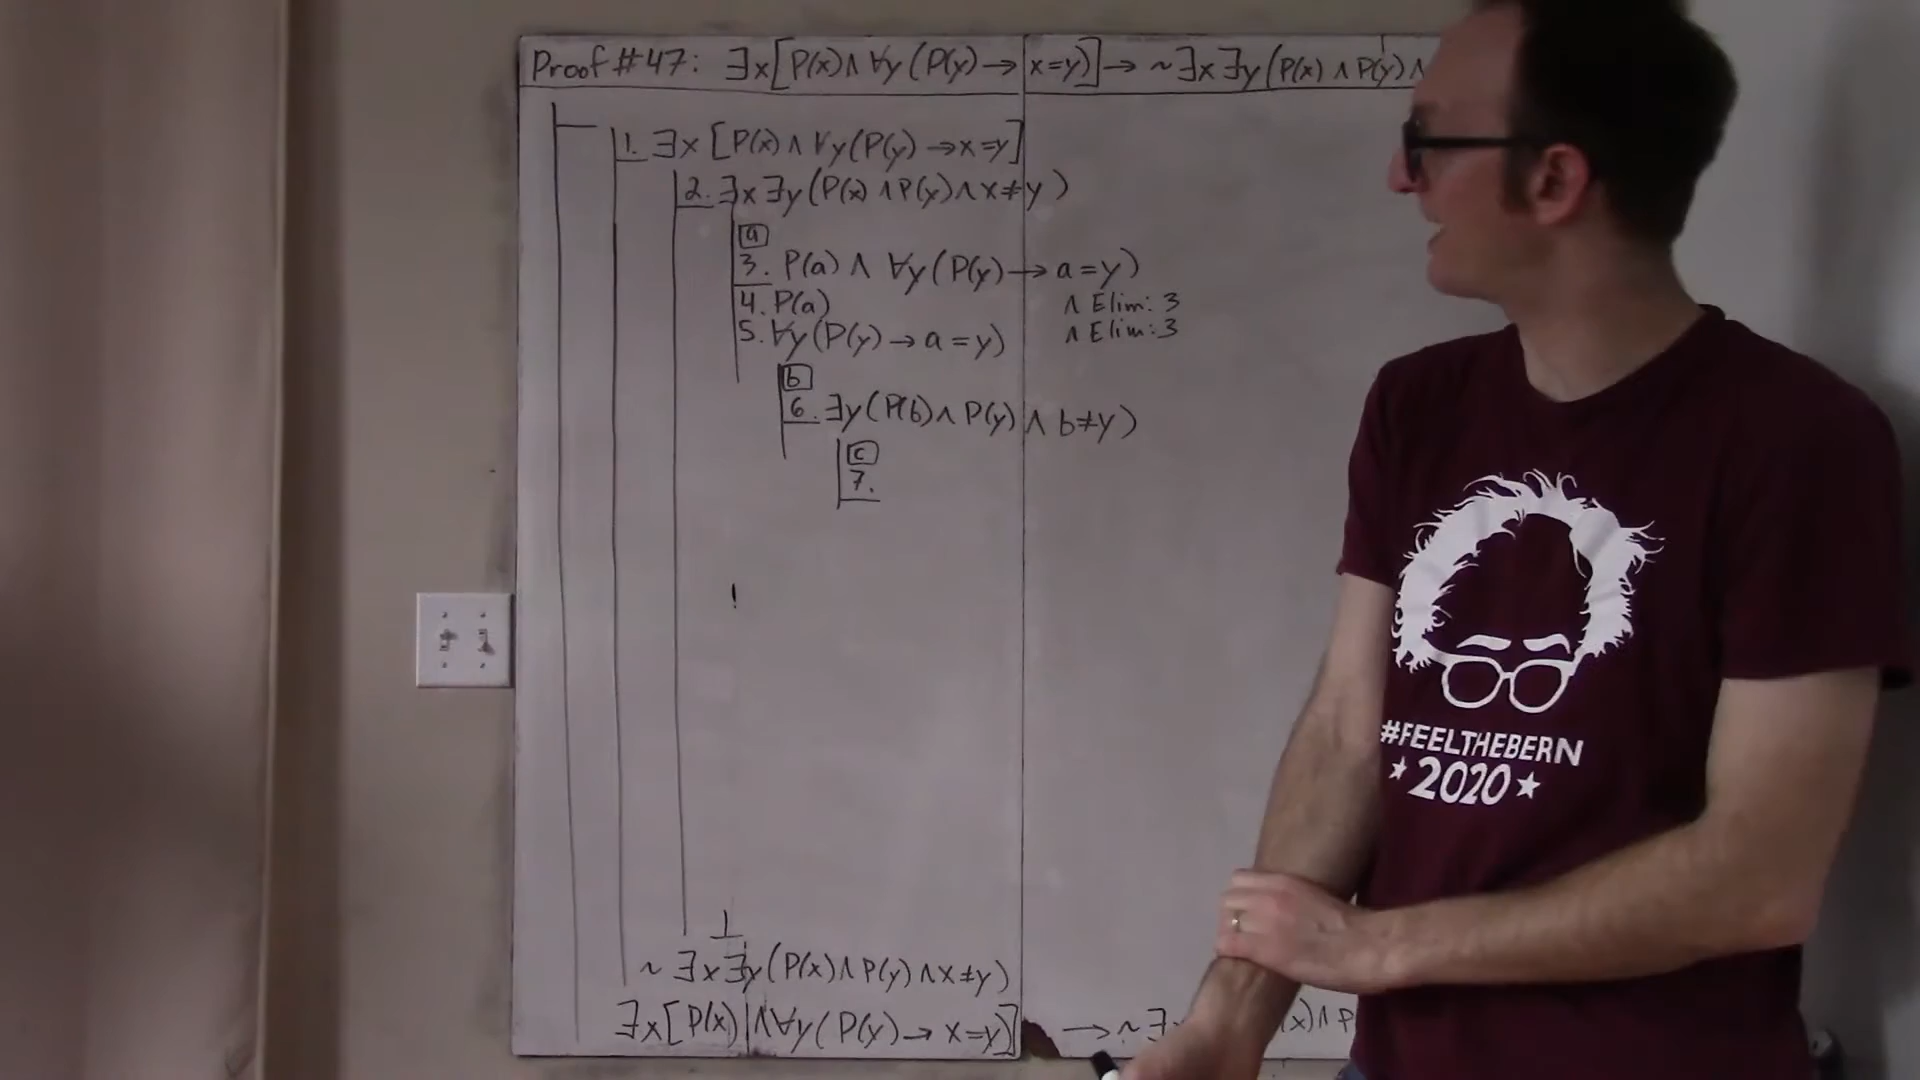 Proof #47: ∃x[P(x) ∧ ∀y(P(y) → x=y)] → ~∃x∃y(P(x) ∧ P(y) ∧
1. ∃x[P(x) ∧ ∀y(P(y) → x=y]
2. ∃x∃y(P(x) ∧ P(y) ∧ x≠y)
a
3. P(a) ∧ ∀y(P(y) → a=y)
4. P(a) ∧ Elim: 3
5. ∀y(P(y) → a=y) ∧ Elim: 3
b
6. ∃y(P(b) ∧ P(y) ∧ b≠y)
c
7.
⊥
~∃x∃y(P(x) ∧ P(y) ∧ x≠y)
∃x[P(x) ∧ ∀y(P(y) → x=y)] → ~∃x x) ∧ P
#FEELTHEBERN
★ 2020 ★